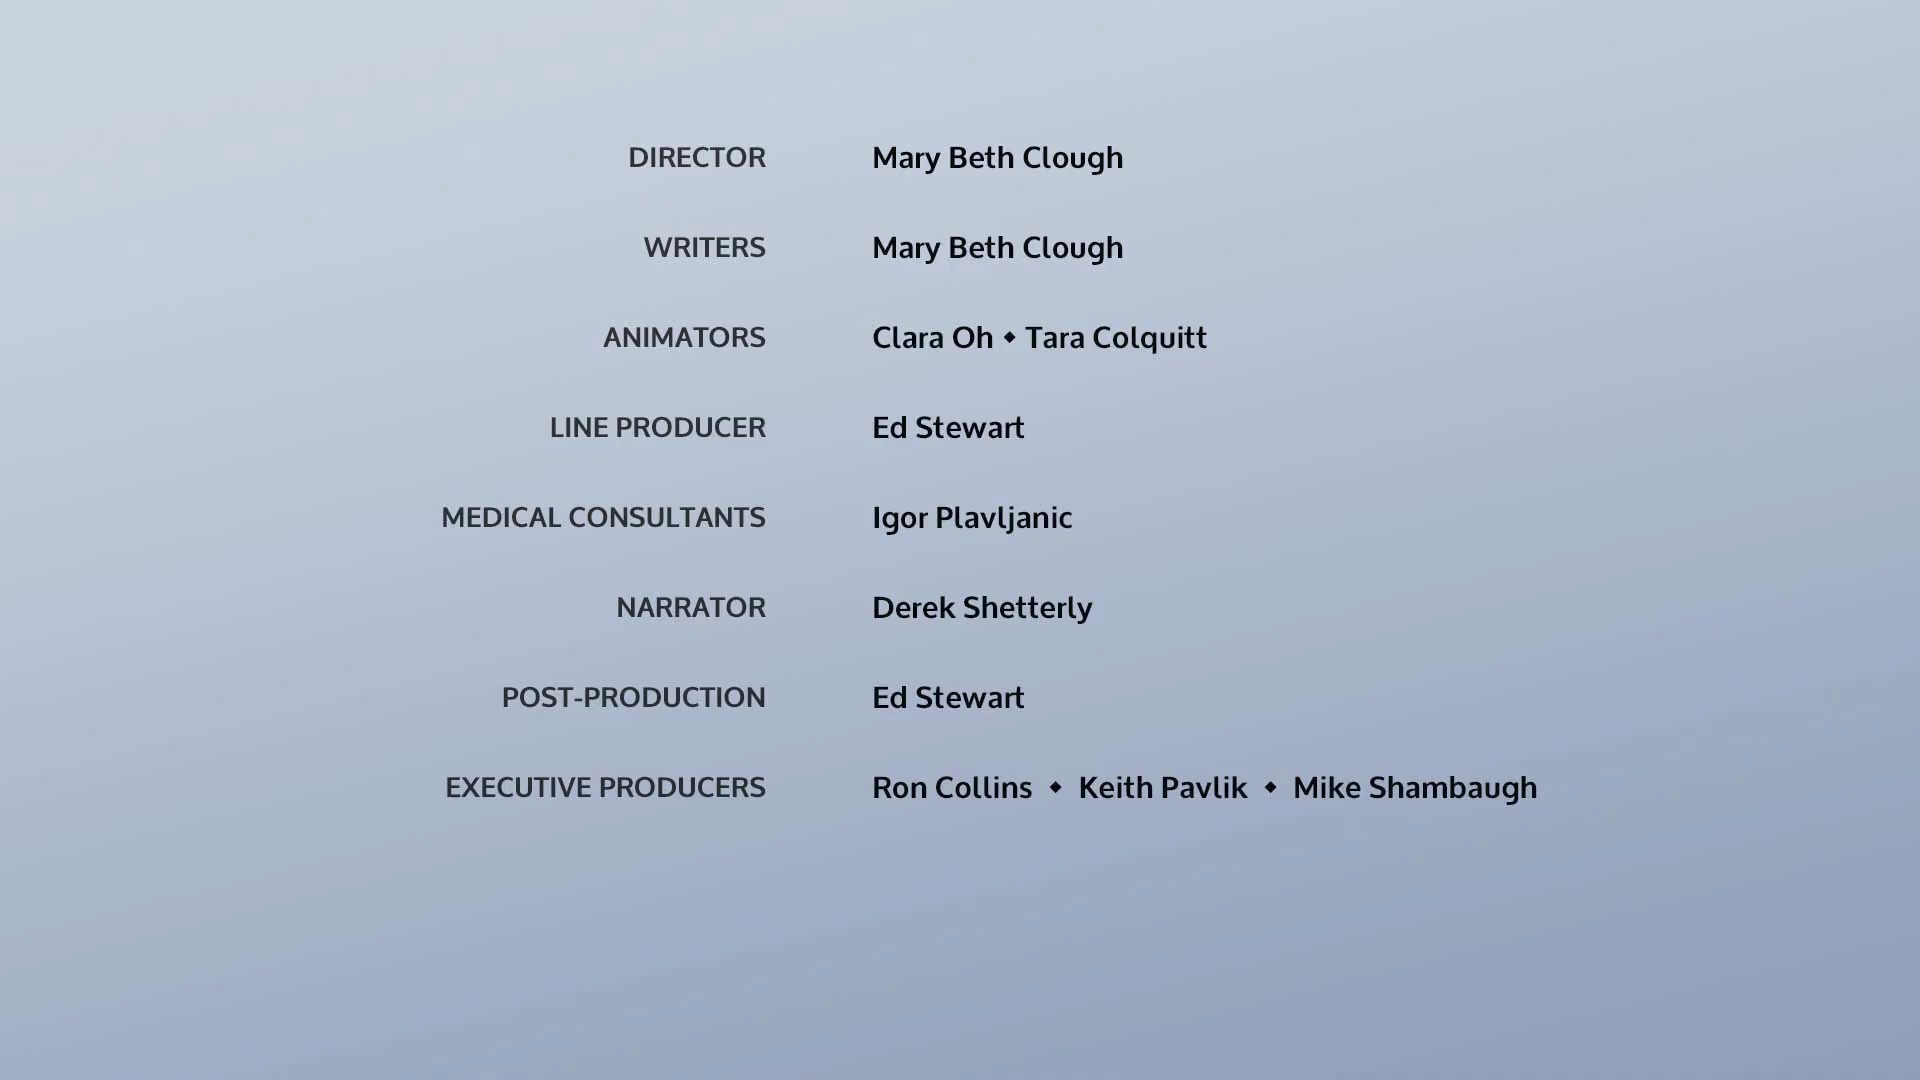 DIRECTOR Mary Beth Clough
WRITERS Mary Beth Clough
ANIMATORS Clara Oh ◆ Tara Colquitt
LINE PRODUCER Ed Stewart
MEDICAL CONSULTANTS Igor Plavljanic
NARRATOR Derek Shetterly
POST-PRODUCTION Ed Stewart
EXECUTIVE PRODUCERS Ron Collins ◆ Keith Pavlik ◆ Mike Shambaugh